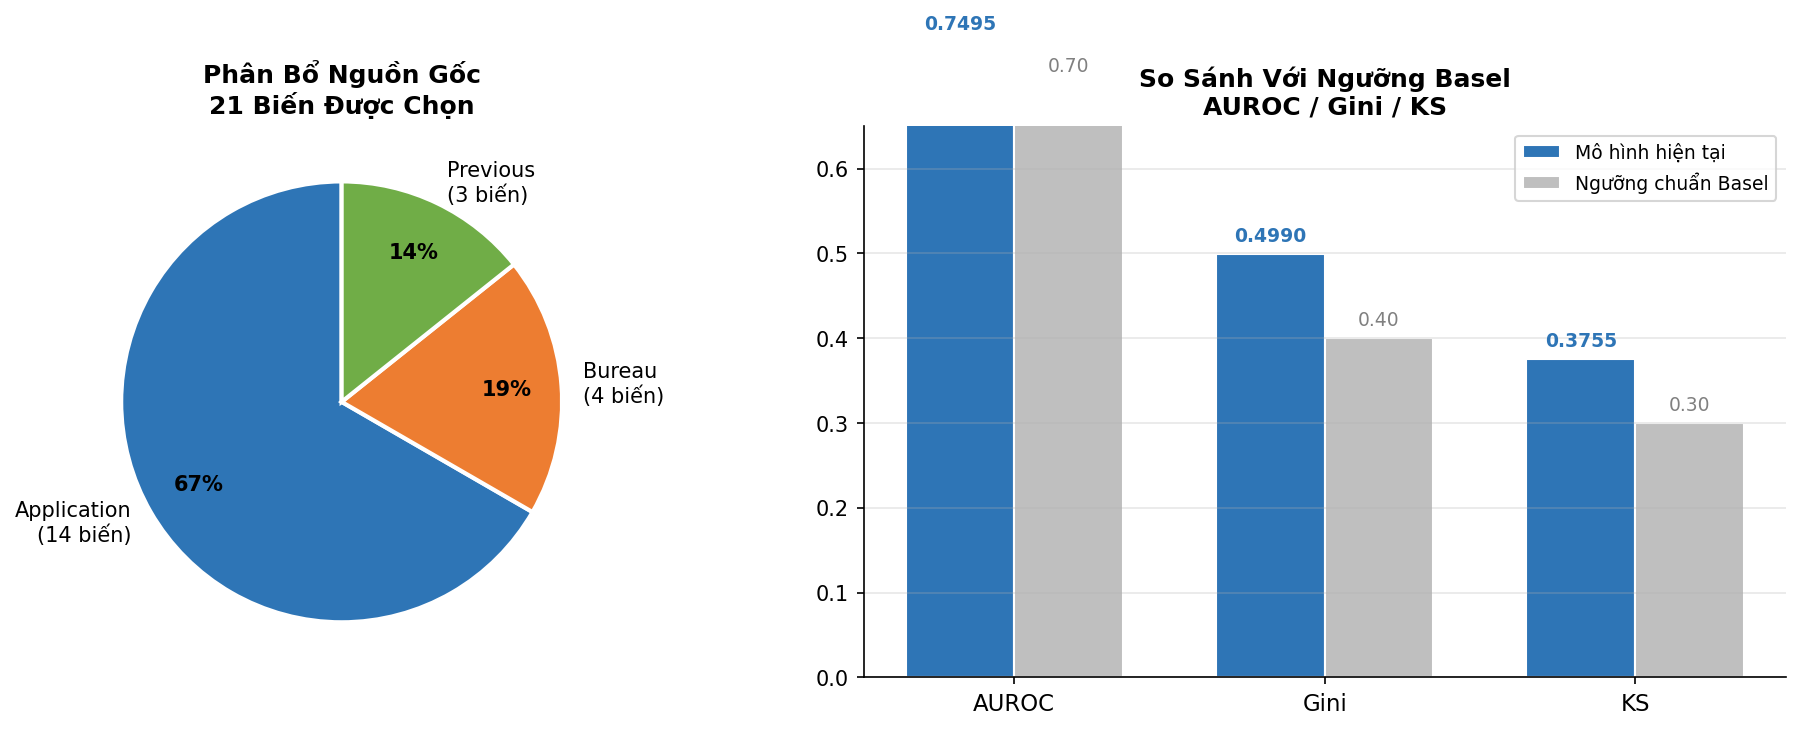 Phân Bổ Nguồn Gốc
21 Biến Được Chọn
Previous
(3 biến)
14%
19%
Bureau
(4 biến)
67%
Application
(14 biến)
So Sánh Với Ngưỡng Basel
AUROC / Gini / KS
Mô hình hiện tại
Ngưỡng chuẩn Basel
0.7495
0.70
0.4990
0.40
0.3755
0.30
0.6
0.5
0.4
0.3
0.2
0.1
0.0
AUROC
Gini
KS